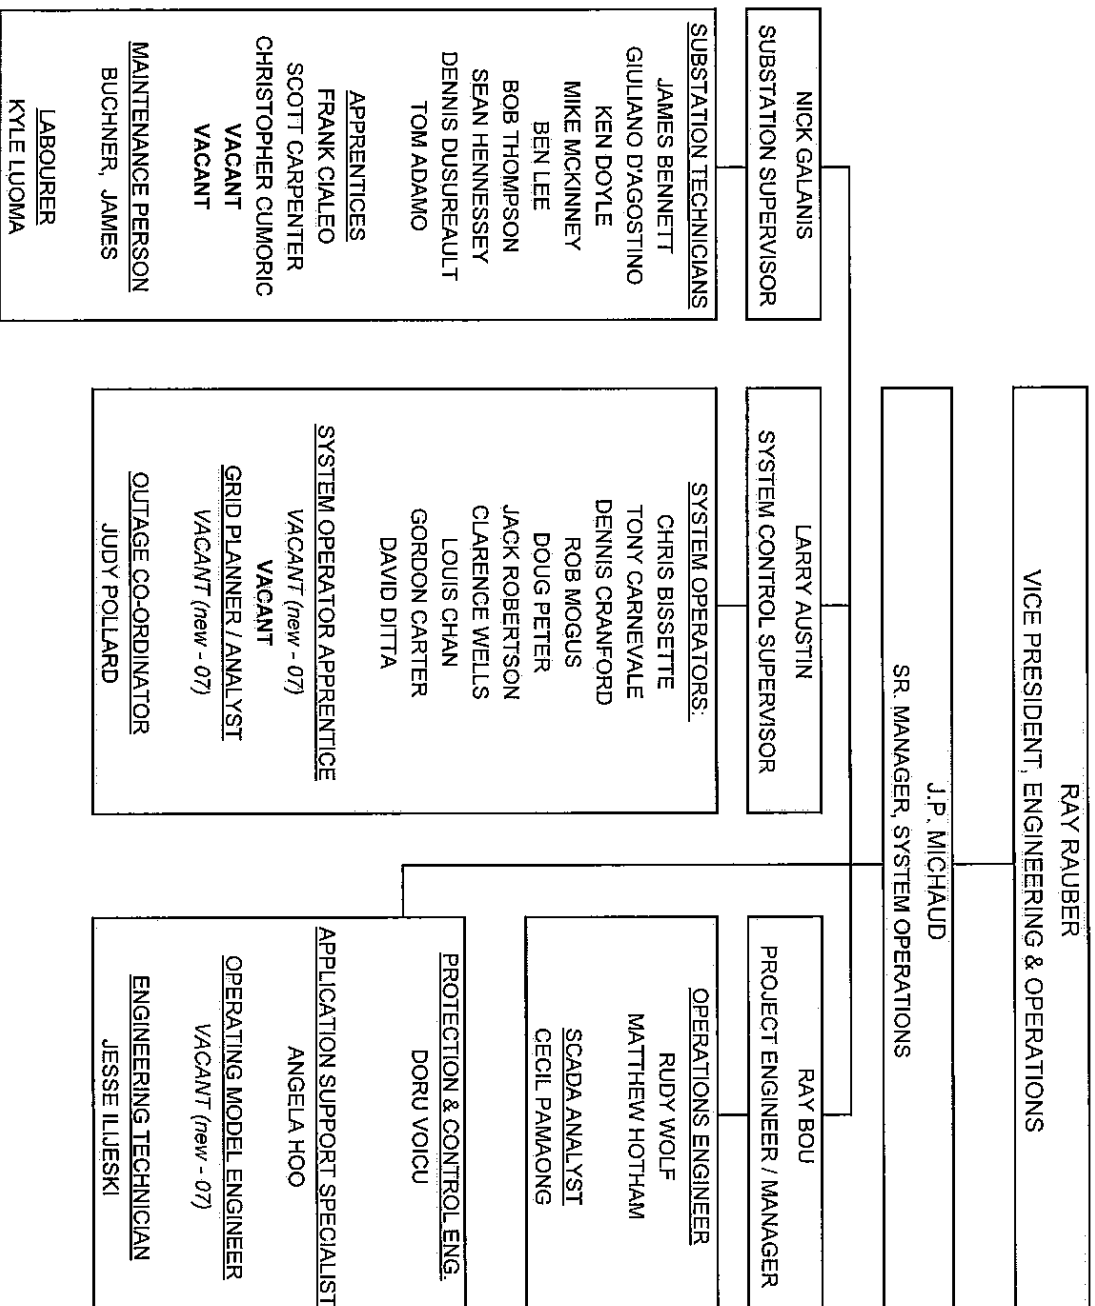 RAY RAUBER
VICE PRESIDENT, ENGINEERING & OPERATIONS
J.P. MICHAUD
SR. MANAGER, SYSTEM OPERATIONS
NICK GALANIS
SUBSTATION SUPERVISOR
SUBSTATION TECHNICIANS
JAMES BENNETT
GIULIANO D'AGOSTINO
KEN DOYLE
MIKE MCKINNEY
BEN LEE
BOB THOMPSON
SEAN HENNESSEY
DENNIS DUSUREAULT
TOM ADAMO
APPRENTICES
FRANK CIALEO
SCOTT CARPENTER
CHRISTOPHER CUMORIC
VACANT
VACANT
MAINTENANCE PERSON
BUCHNER, JAMES
LABOURER
KYLE LUOMA
LARRY AUSTIN
SYSTEM CONTROL SUPERVISOR
SYSTEM OPERATORS:
CHRIS BISSETTE
TONY CARNEVALE
DENNIS CRANFORD
ROB MOGUS
DOUG PETER
JACK ROBERTSON
CLARENCE WELLS
LOUIS CHAN
GORDON CARTER
DAVID DITTA
SYSTEM OPERATOR APPRENTICE
VACANT (new - 07)
VACANT
GRID PLANNER / ANALYST
VACANT (new - 07)
OUTAGE CO-ORDINATOR
JUDY POLLARD
RAY BOU
PROJECT ENGINEER / MANAGER
OPERATIONS ENGINEER
RUDY WOLF
MATTHEW HOTHAM
SCADA ANALYST
CECIL PAMAONG
PROTECTION & CONTROL ENG.
DORU VOICU
APPLICATION SUPPORT SPECIALIST
ANGELA HOO
OPERATING MODEL ENGINEER
VACANT (new - 07)
ENGINEERING TECHNICIAN
JESSE ILIJESKI